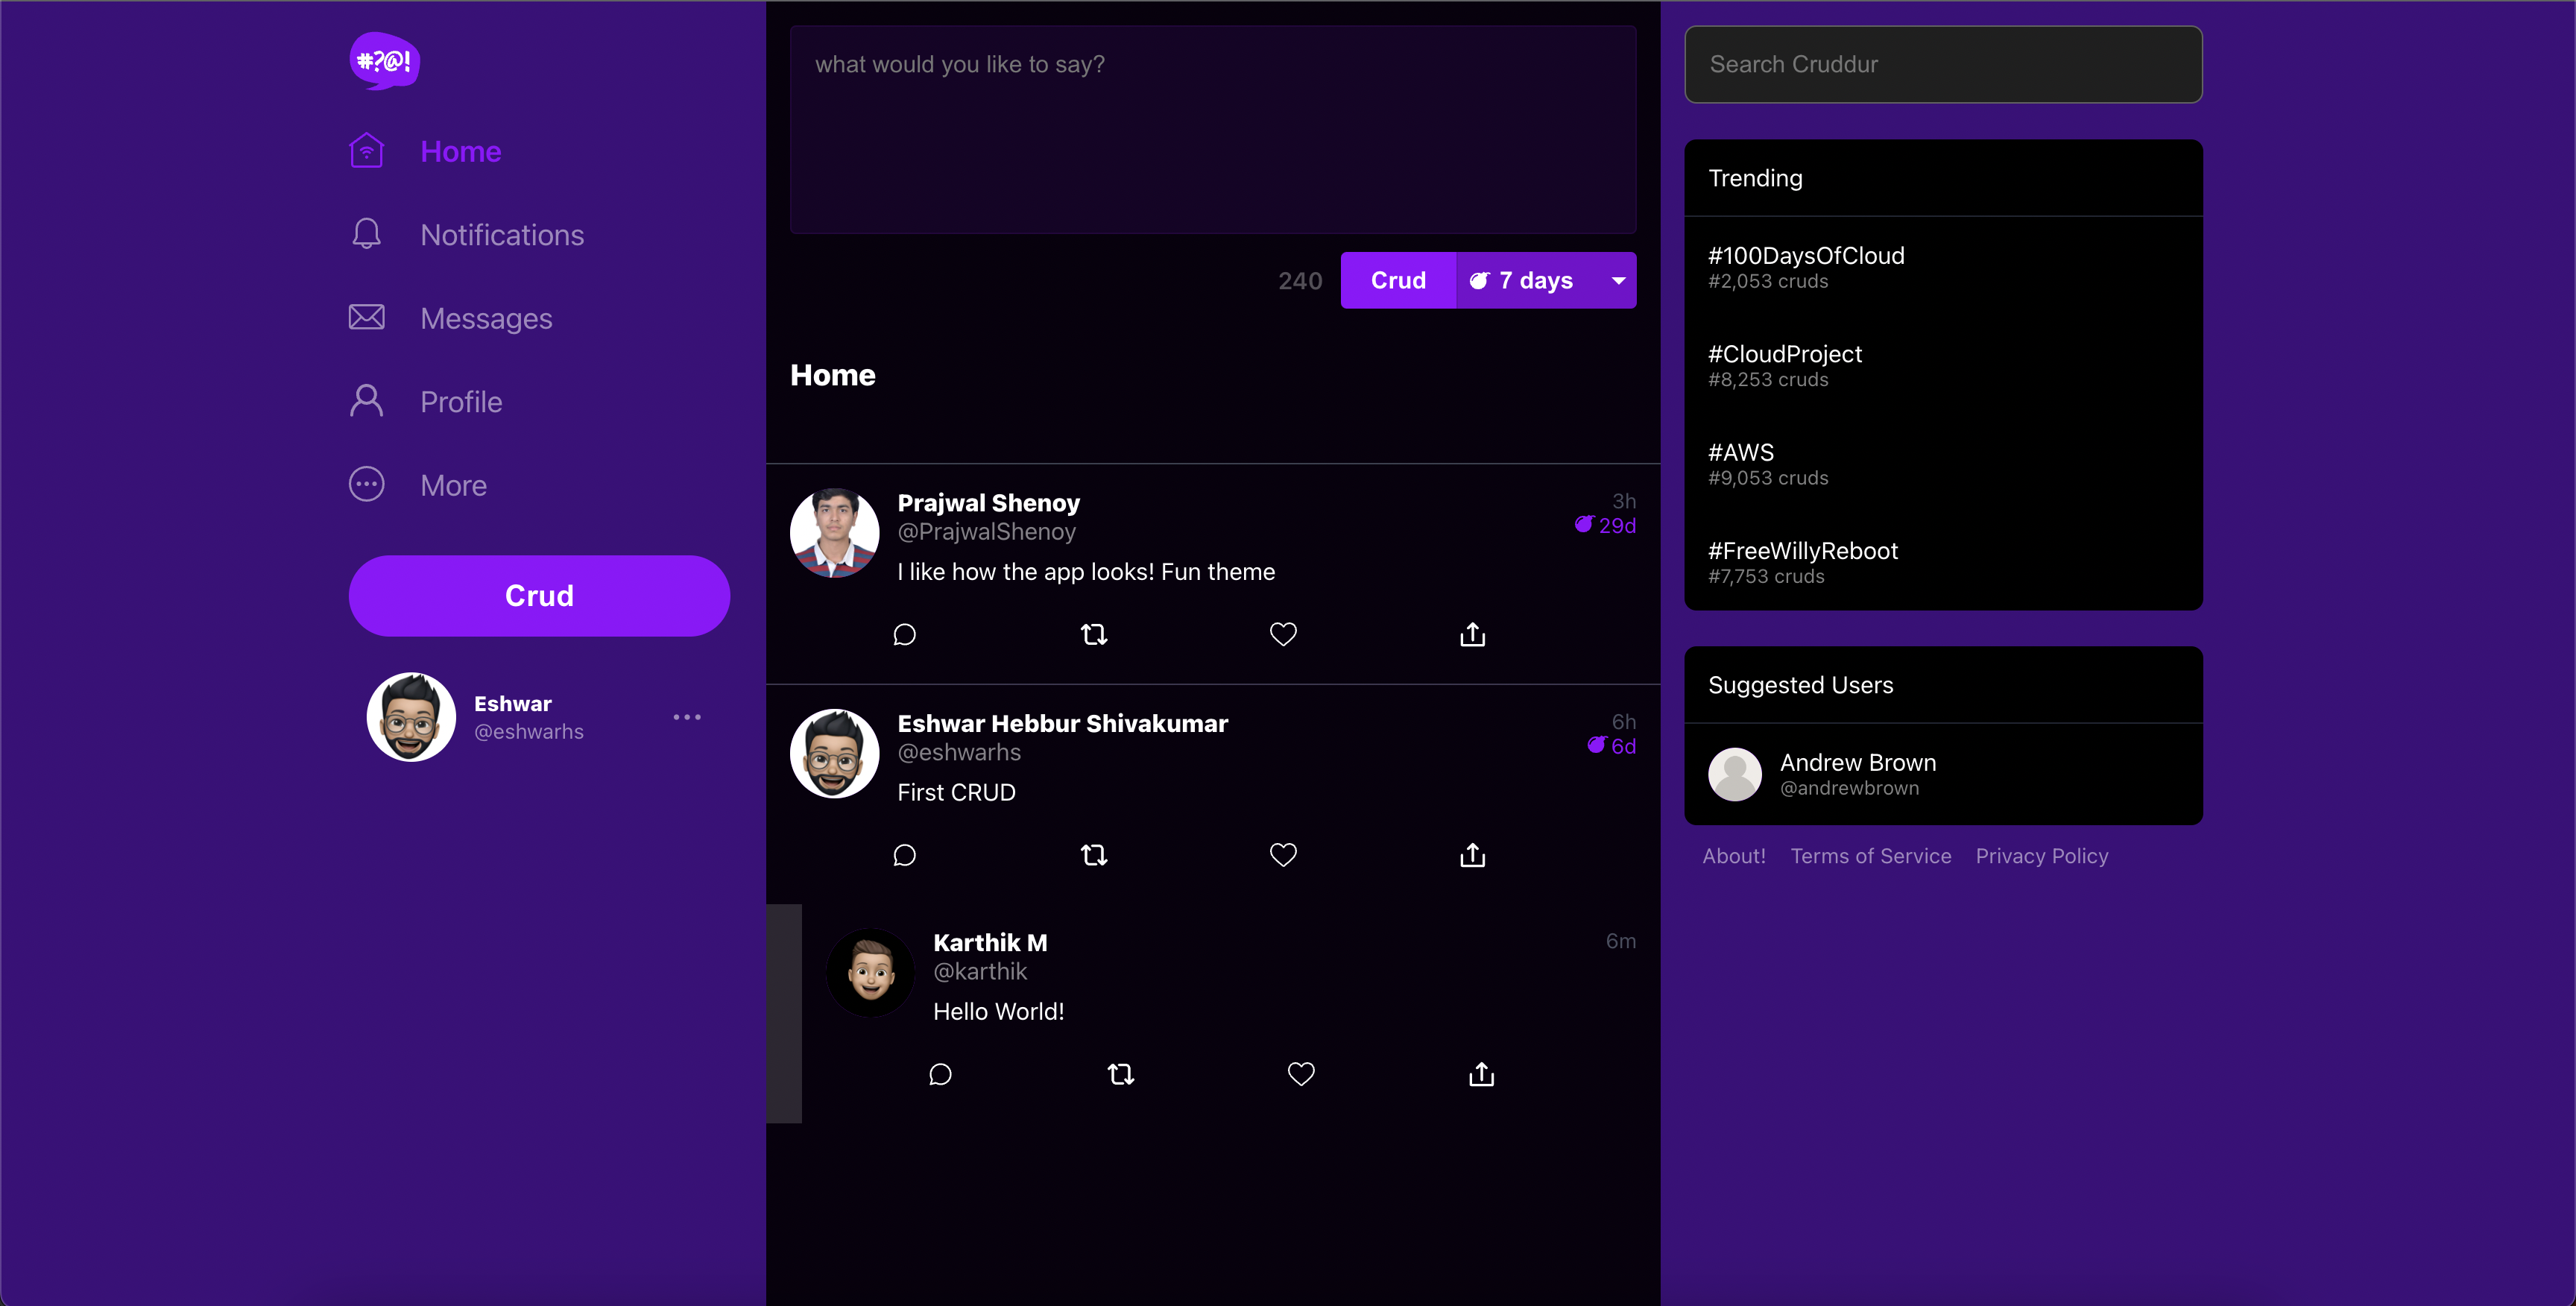 #?@!
Home
Notifications
Messages
Profile
More
Crud
Eshwar
@eshwarhs
what would you like to say?
240
Crud
7 days
Home
Prajwal Shenoy
3h
@PrajwalShenoy
29d
I like how the app looks! Fun theme
Eshwar Hebbur Shivakumar
6h
@eshwarhs
6d
First CRUD
Karthik M
6m
@karthik
Hello World!
Search Cruddur
Trending
#100DaysOfCloud
#2,053 cruds
#CloudProject
#8,253 cruds
#AWS
#9,053 cruds
#FreeWillyReboot
#7,753 cruds
Suggested Users
Andrew Brown
@andrewbrown
About! Terms of Service Privacy Policy